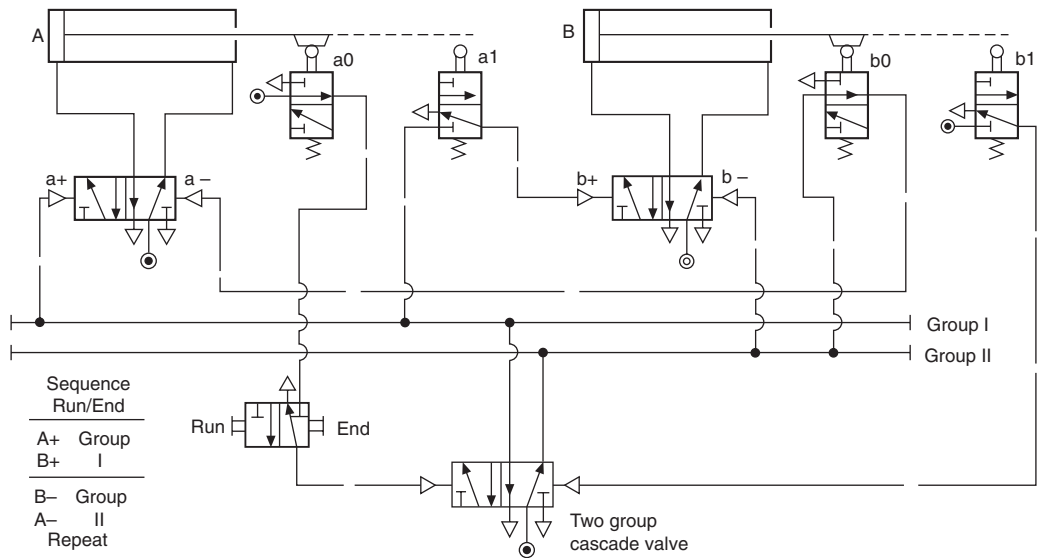 A
a0
a1
B
b0
b1
a+
a –
b+
b –
Group I
Group II
Sequence
Run/End
A+ Group
B+ I
B– Group
A– II
Repeat
Run
End
Two group
cascade valve